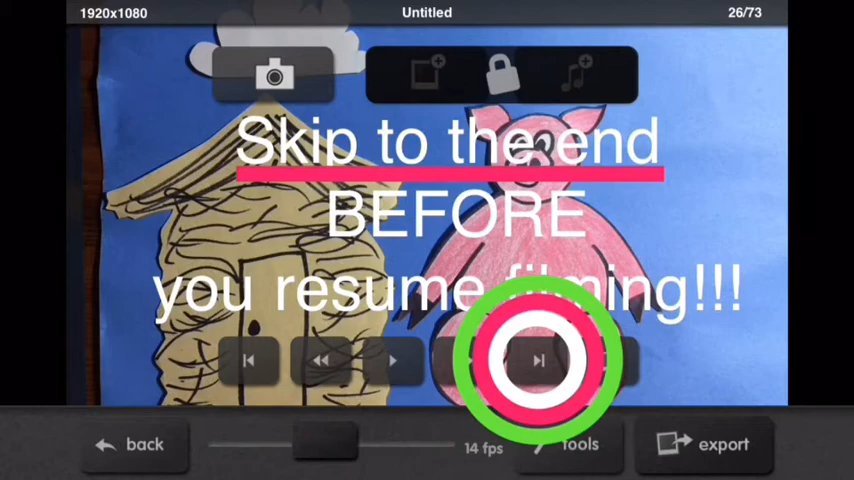 1920x1080
Untitled
26/73
Skip to the end
BEFORE
you resume filming!!!
back
14 fps
tools
export